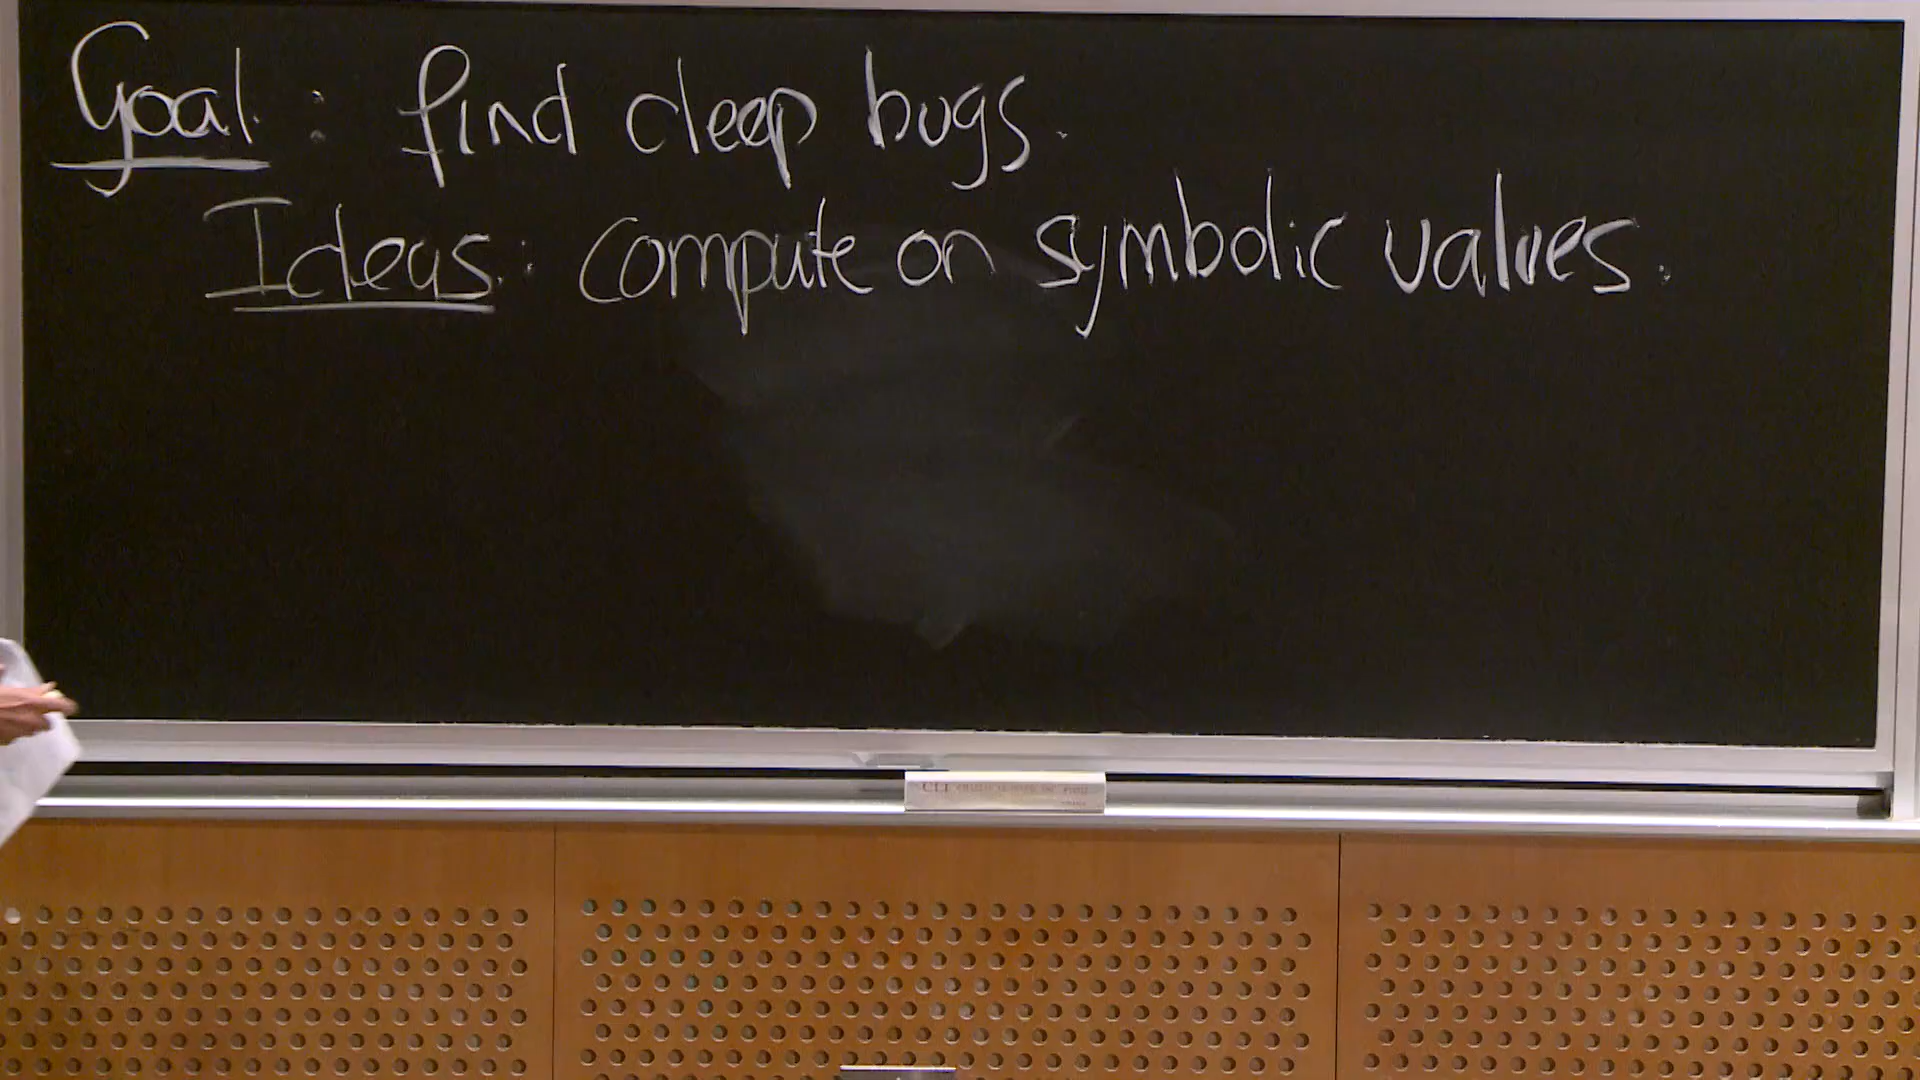 Goal: find deep bugs.
Ideas: compute on symbolic values.